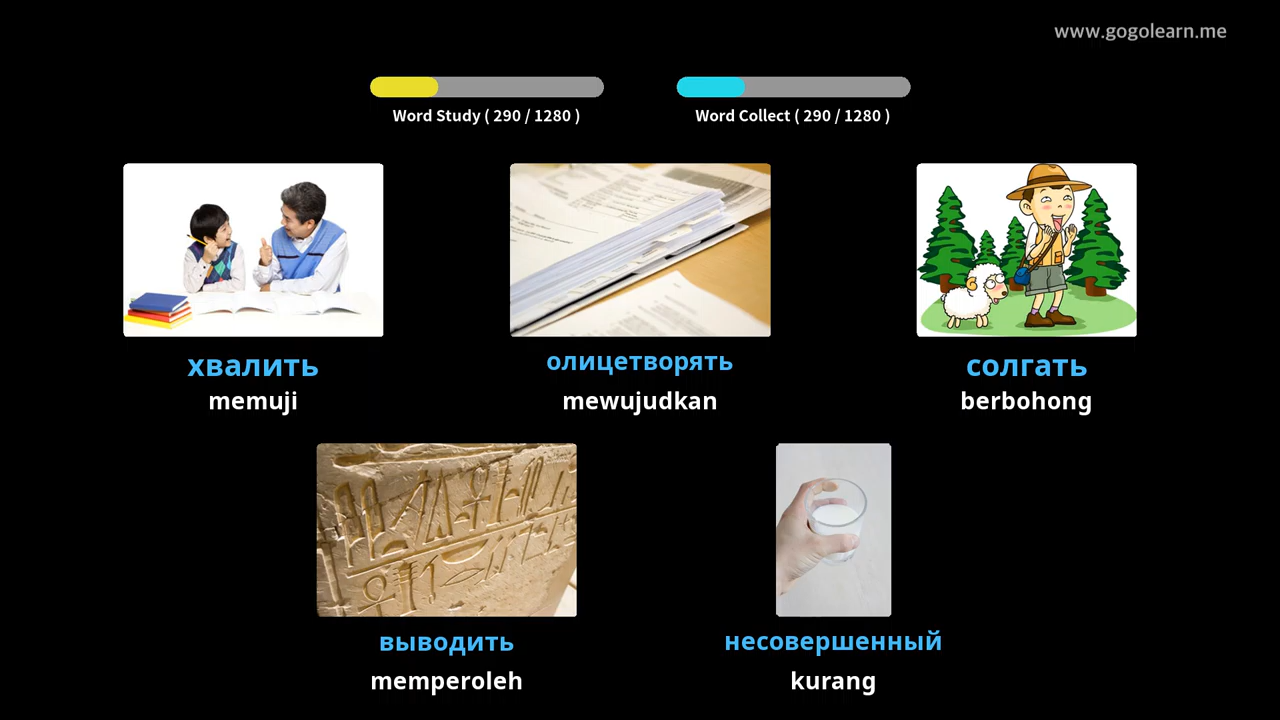 www.gogolearn.me
Word Study ( 290 / 1280 )
Word Collect ( 290 / 1280 )
хвалить
memuji
олицетворять
mewujudkan
солгать
berbohong
выводить
memperoleh
несовершенный
kurang